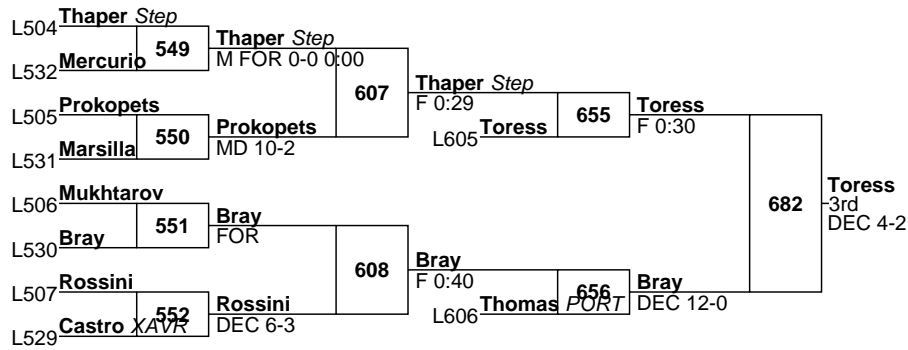 L504 Thaper Step
549
Thaper Step
M FOR 0-0 0:00
L532 Mercurio
607
Thaper Step
F 0:29
L505 Prokopets
550
Prokopets
MD 10-2
L531 Marsilla
L605 Toress
655
Toress
F 0:30
L506 Mukhtarov
551
Bray
FOR
L530 Bray
608
Bray
F 0:40
L507 Rossini
552
Rossini
DEC 6-3
L529 Castro XAVR
L606 Thomas PORT
656
Bray
DEC 12-0
682
Toress
3rd
DEC 4-2